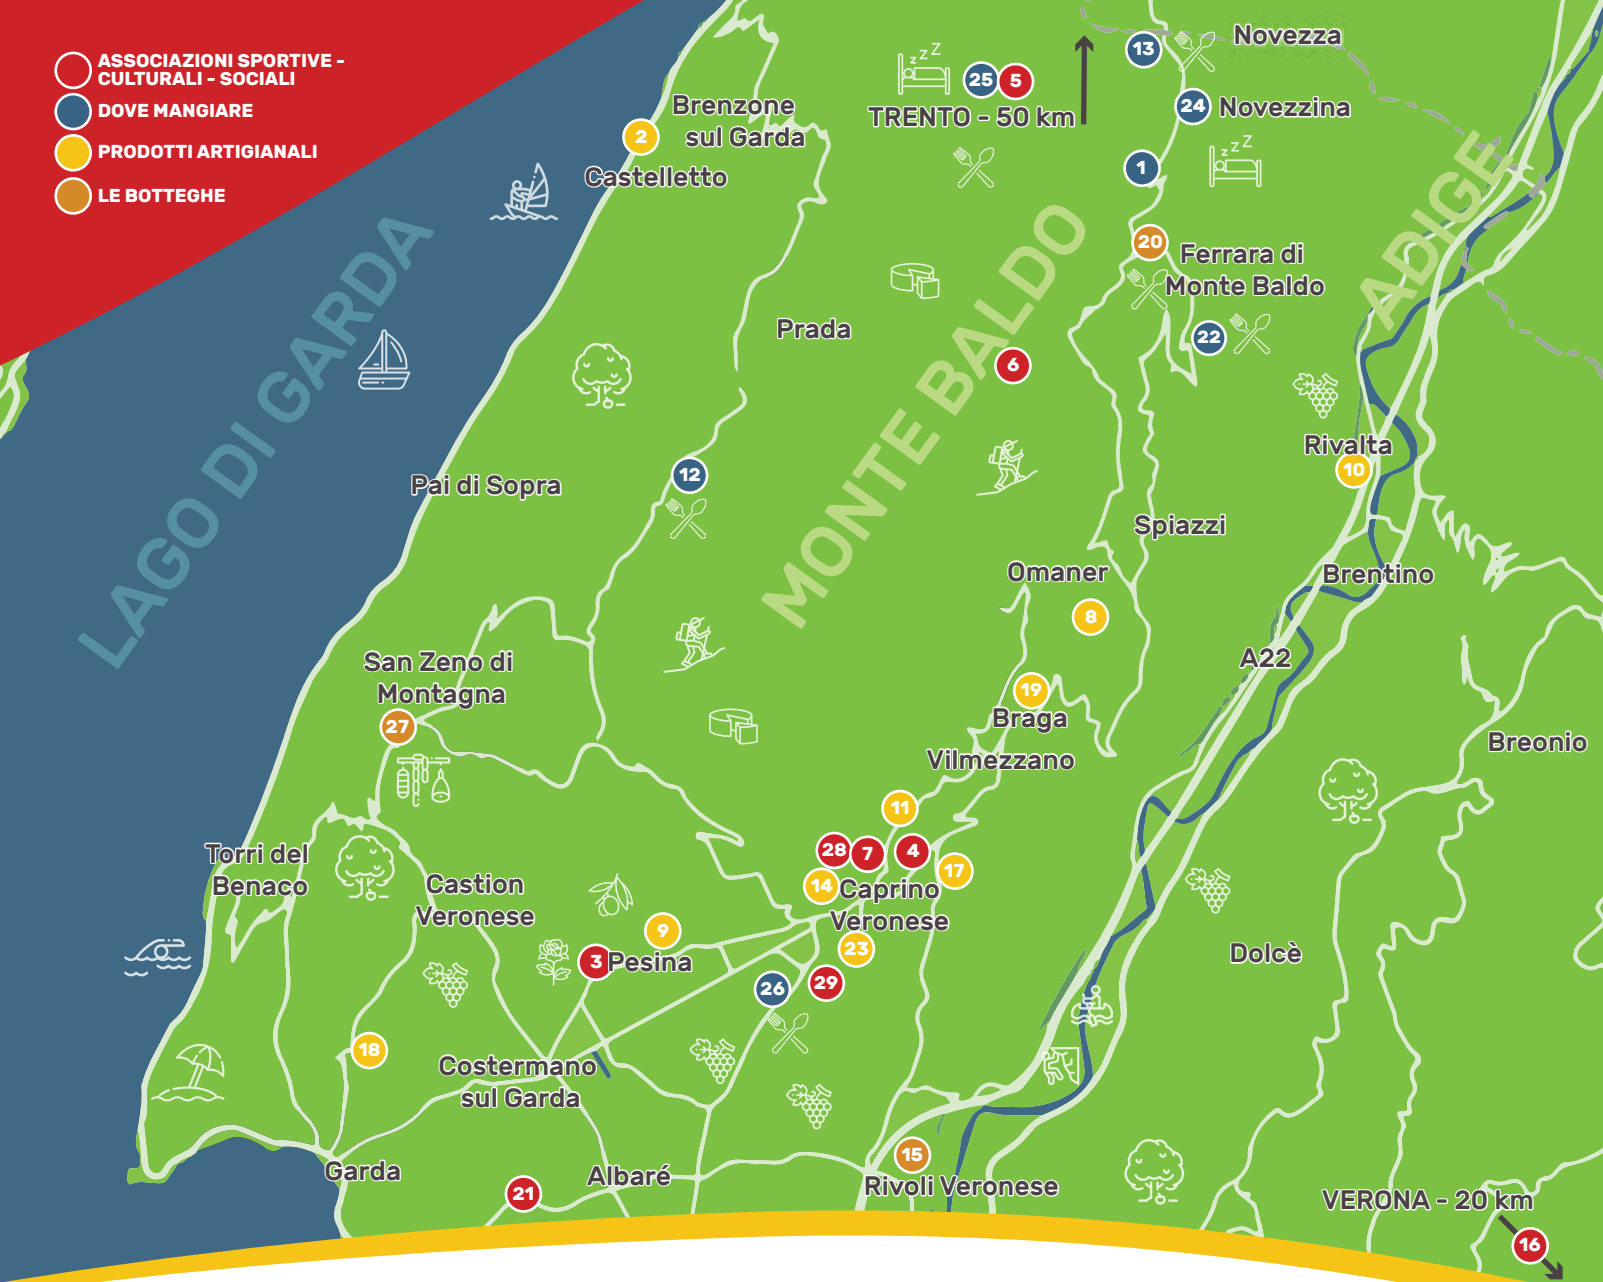 ASSOCIAZIONI SPORTIVE -
CULTURALI - SOCIALI
DOVE MANGIARE
PRODOTTI ARTIGIANALI
LE BOTTEGHE
Novezza
13
zzZ
25
5
TRENTO - 50 km
24
Novezzina
Brenzone
sul Garda
2
Castelletto
1
zzZ
LAGO DI GARDA
MONTE BALDO
ADIGE
20
Ferrara di
Monte Baldo
22
Prada
6
Rivalta
10
12
Pai di Sopra
Spiazzi
Omaner
Brentino
8
A22
San Zeno di
Montagna
27
19
Braga
Vilmezzano
Breonio
11
28
7
4
17
14
Caprino
Veronese
Torri del
Benaco
Castion
Veronese
9
23
3
Pesina
Dolcè
26
29
18
Costermano
sul Garda
15
Rivoli Veronese
Garda
Albaré
21
VERONA - 20 km
16